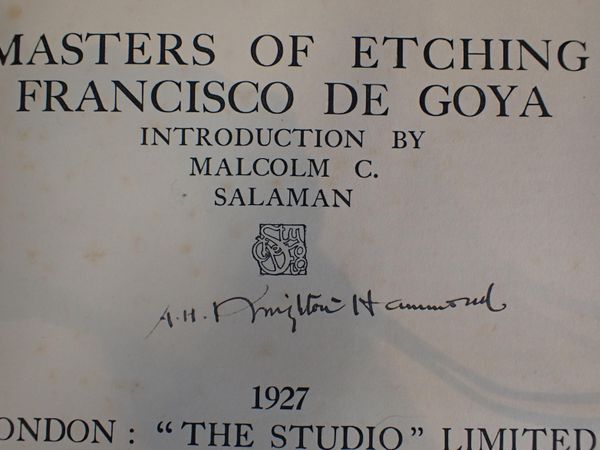 MASTERS OF ETCHING
FRANCISCO DE GOYA
INTRODUCTION BY
MALCOLM C.
SALAMAN
A.H. Knighton Hammond
1927
LONDON: "THE STUDIO" LIMITED